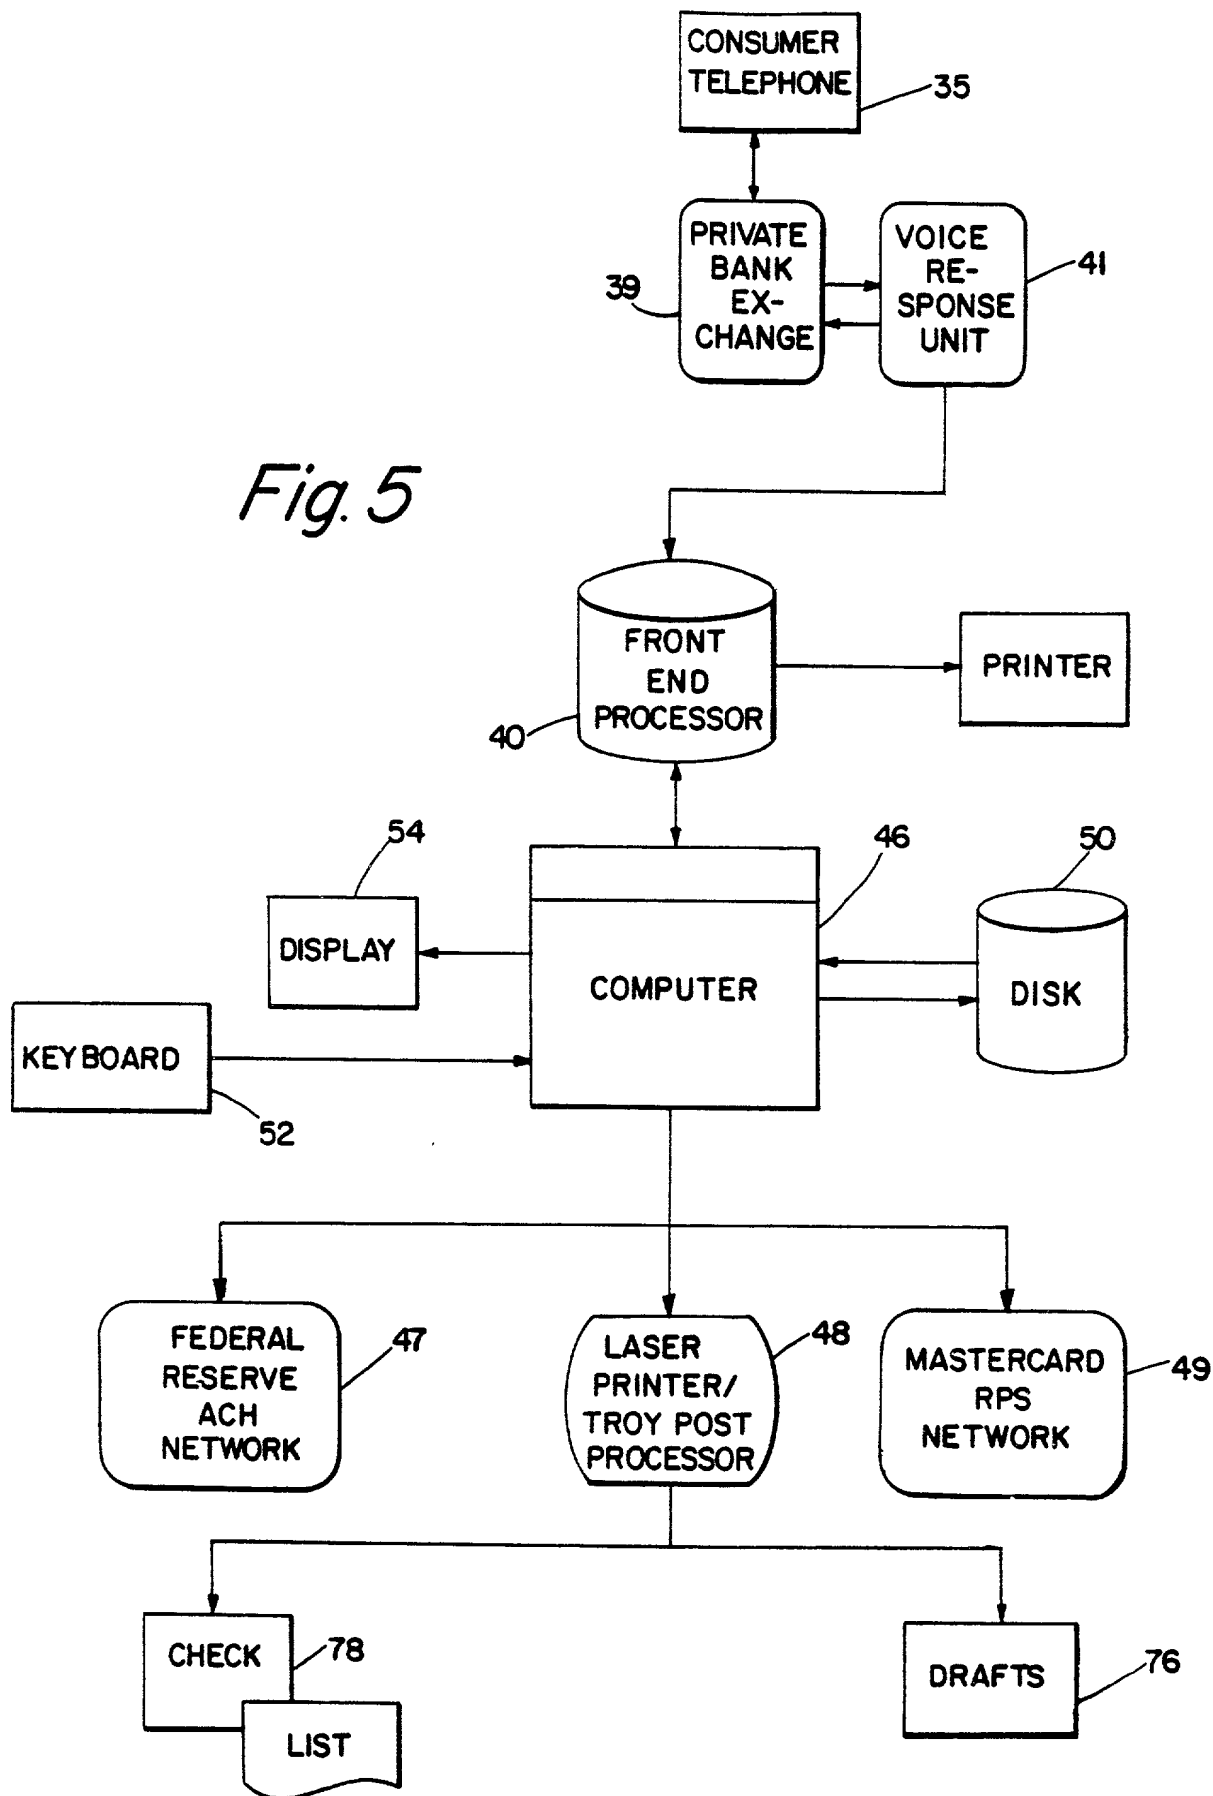 CONSUMER
TELEPHONE
35
PRIVATE
BANK
EX-
CHANGE
39
VOICE
RE-
SPONSE
UNIT
41
Fig. 5
FRONT
END
PROCESSOR
40
PRINTER
54
46
50
DISPLAY
COMPUTER
DISK
KEYBOARD
52
FEDERAL
RESERVE
ACH
NETWORK
47
LASER
PRINTER/
TROY POST
PROCESSOR
48
MASTERCARD
RPS
NETWORK
49
CHECK
78
LIST
DRAFTS
76